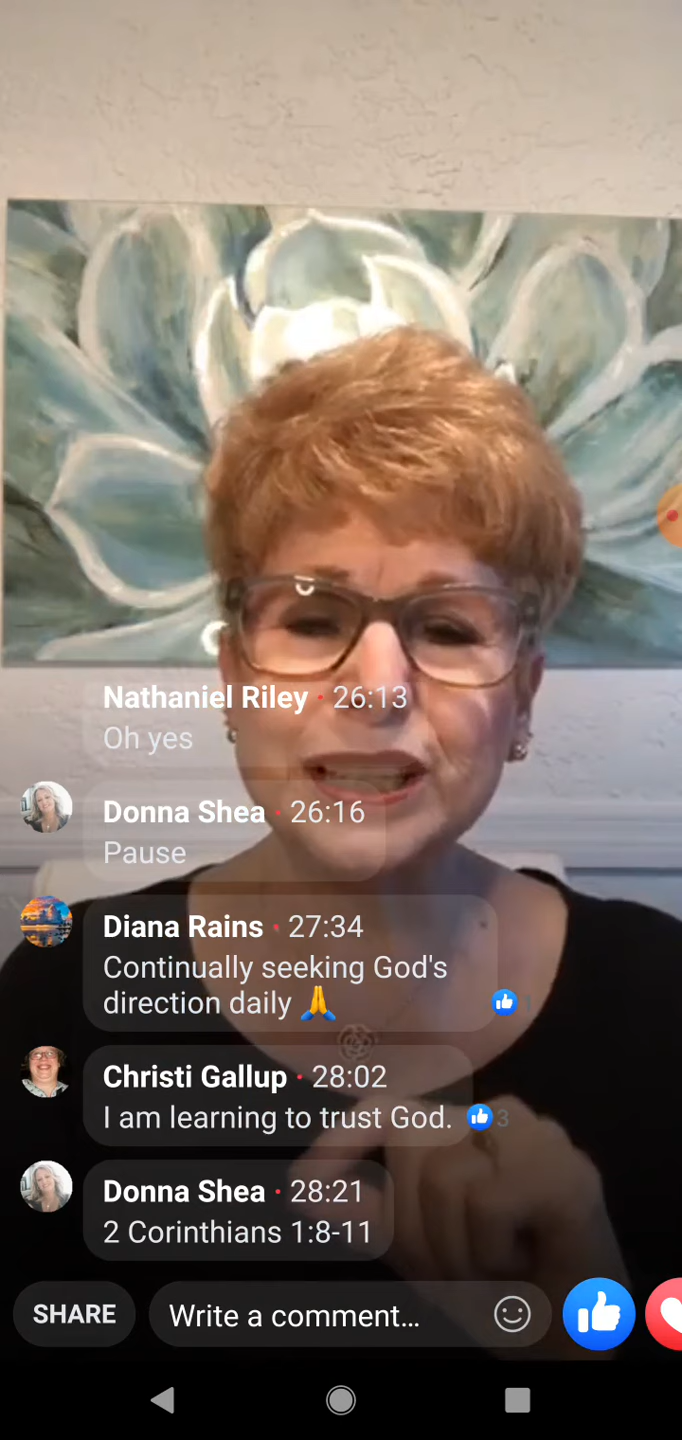 Nathaniel Riley · 26:13
Oh yes
Donna Shea · 26:16
Pause
Diana Rains · 27:34
Continually seeking God's
direction daily 🙏
1
Christi Gallup · 28:02
I am learning to trust God.
3
Donna Shea · 28:21
2 Corinthians 1:8-11
SHARE
Write a comment...